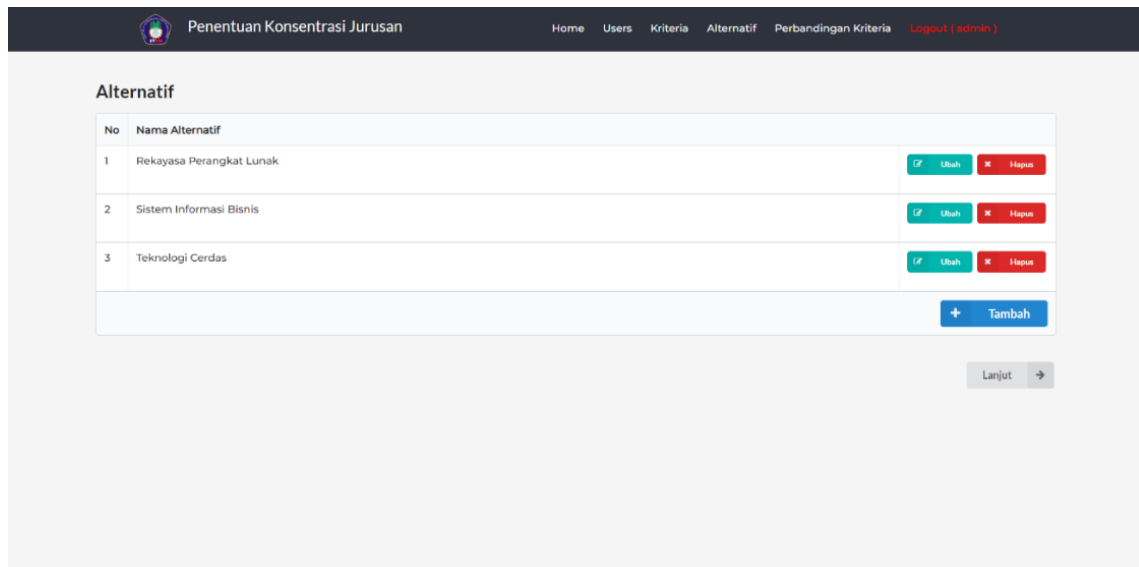 Penentuan Konsentrasi Jurusan Home Users Kriteria Alternatif Perbandingan Kriteria Logout ( admin )
Alternatif
No Nama Alternatif
1 Rekayasa Perangkat Lunak Ubah Hapus
2 Sistem Informasi Bisnis Ubah Hapus
3 Teknologi Cerdas Ubah Hapus
Tambah
Lanjut